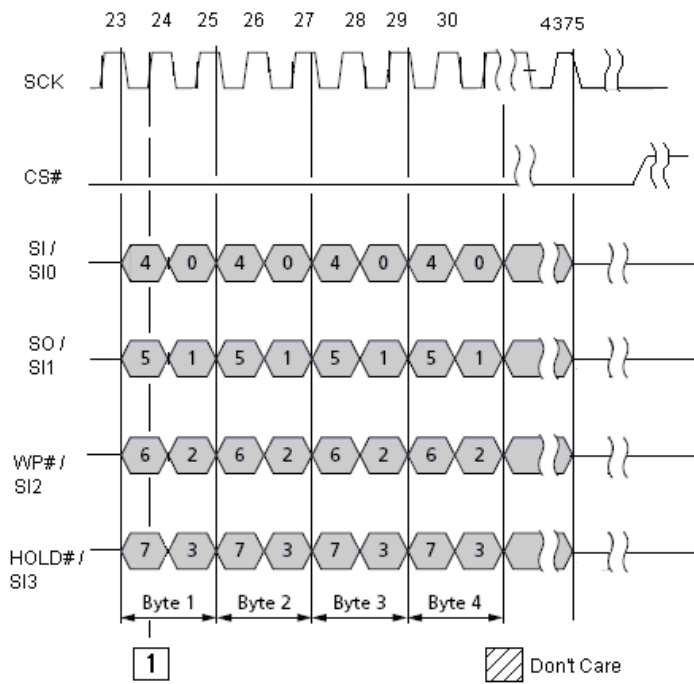 23 24 25 26 27 28 29 30 4375
SCK
CS#
SI /
SI0
4 0 4 0 4 0 4 0
SO /
SI1
5 1 5 1 5 1 5 1
WP# /
SI2
6 2 6 2 6 2 6 2
HOLD# /
SI3
7 3 7 3 7 3 7 3
Byte 1 Byte 2 Byte 3 Byte 4
1
Don't Care